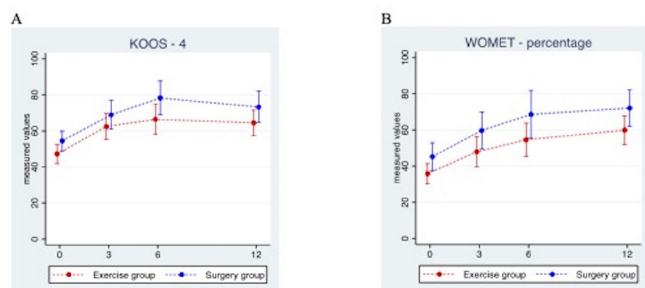 A
B
KOOS - 4
WOMET - percentage
measured values
0 20 40 60 80 100
0 3 6 12
Exercise group Surgery group
measured values
0 20 40 60 80 100
0 3 6 12
Exercise group Surgery group